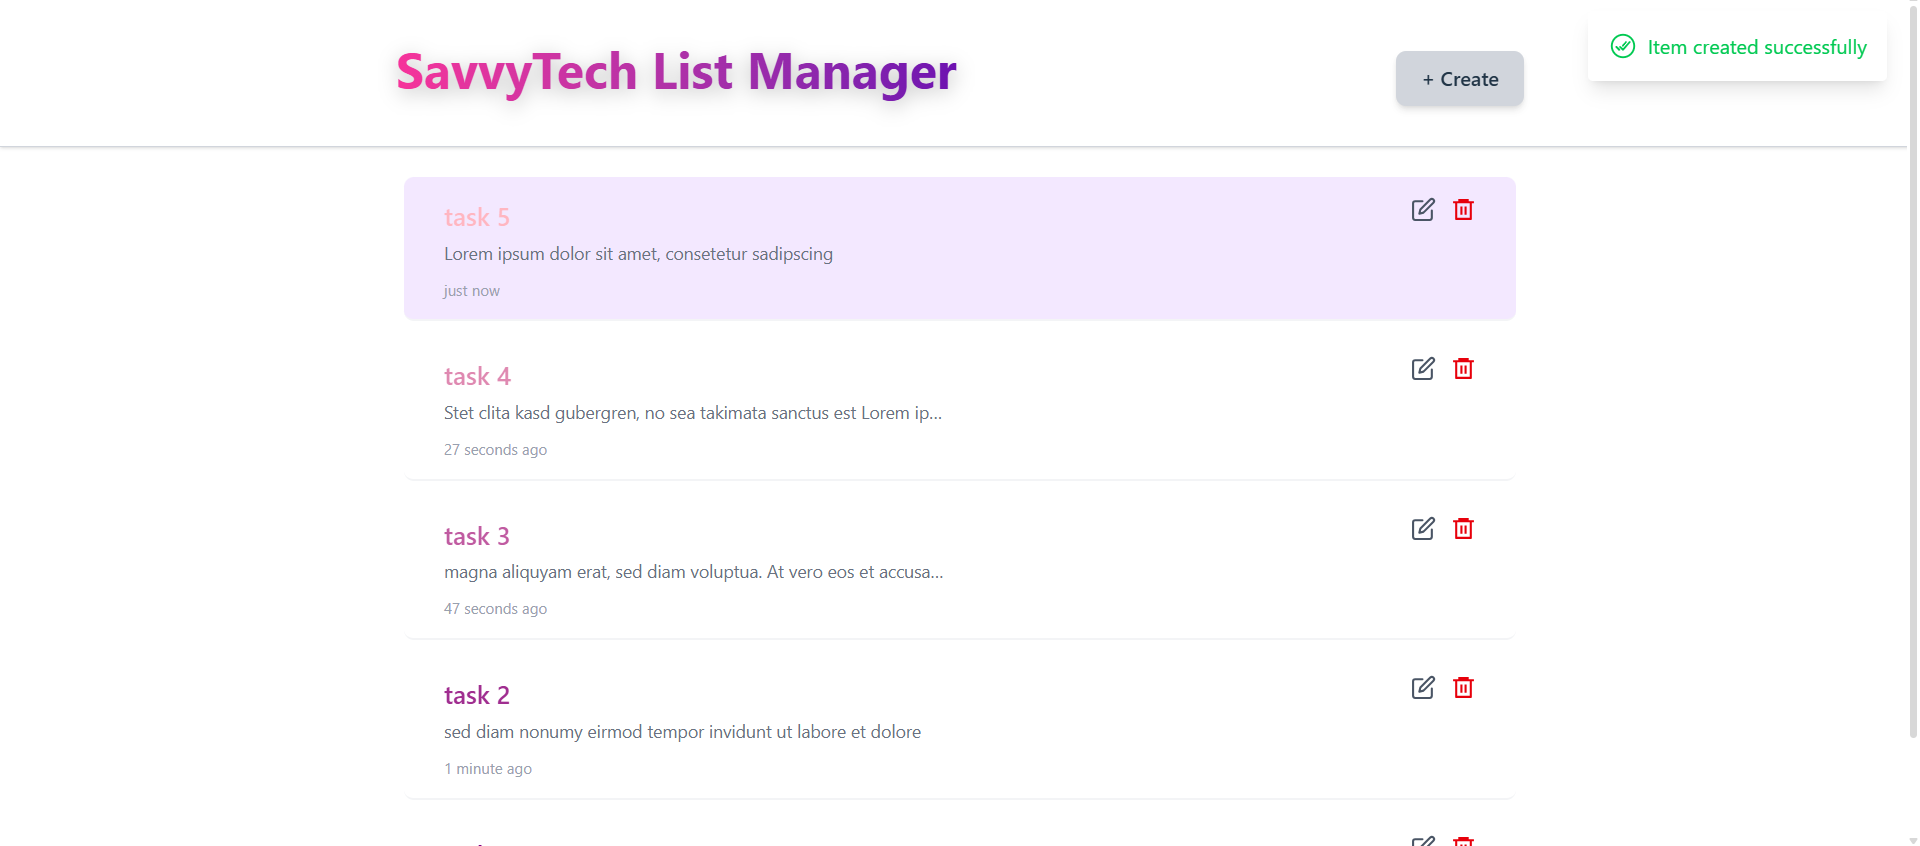 SavvyTech List Manager
+ Create
Item created successfully
task 5
Lorem ipsum dolor sit amet, consetetur sadipscing
just now
task 4
Stet clita kasd gubergren, no sea takimata sanctus est Lorem ip...
27 seconds ago
task 3
magna aliquyam erat, sed diam voluptua. At vero eos et accusa...
47 seconds ago
task 2
sed diam nonumy eirmod tempor invidunt ut labore et dolore
1 minute ago